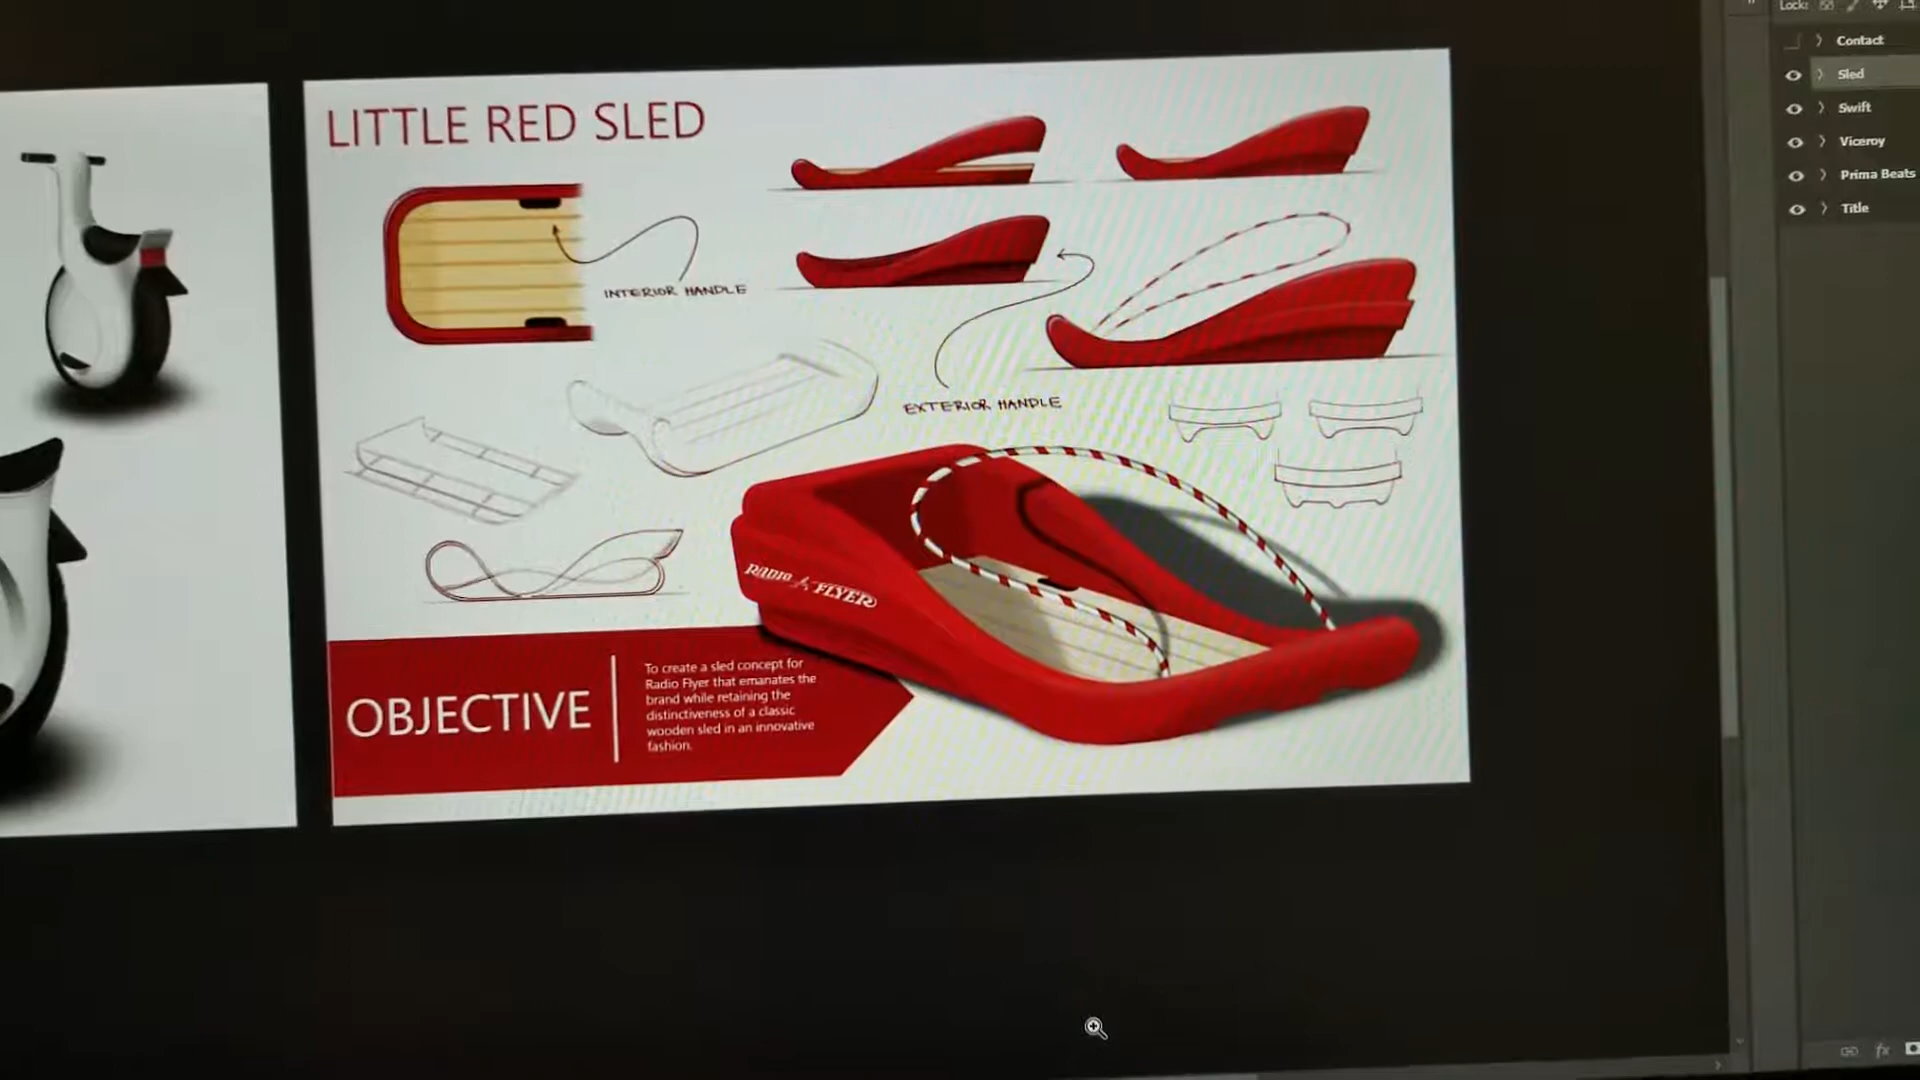 Lock:
Contact
Sled
Swift
Viceroy
Prima Beats
Title
LITTLE RED SLED
INTERIOR HANDLE
EXTERIOR HANDLE
RADIO FLYER
OBJECTIVE
To create a sled concept for
Radio Flyer that emanates the
brand while retaining the
distinctiveness of a classic
wooden sled in an innovative
fashion.
fx